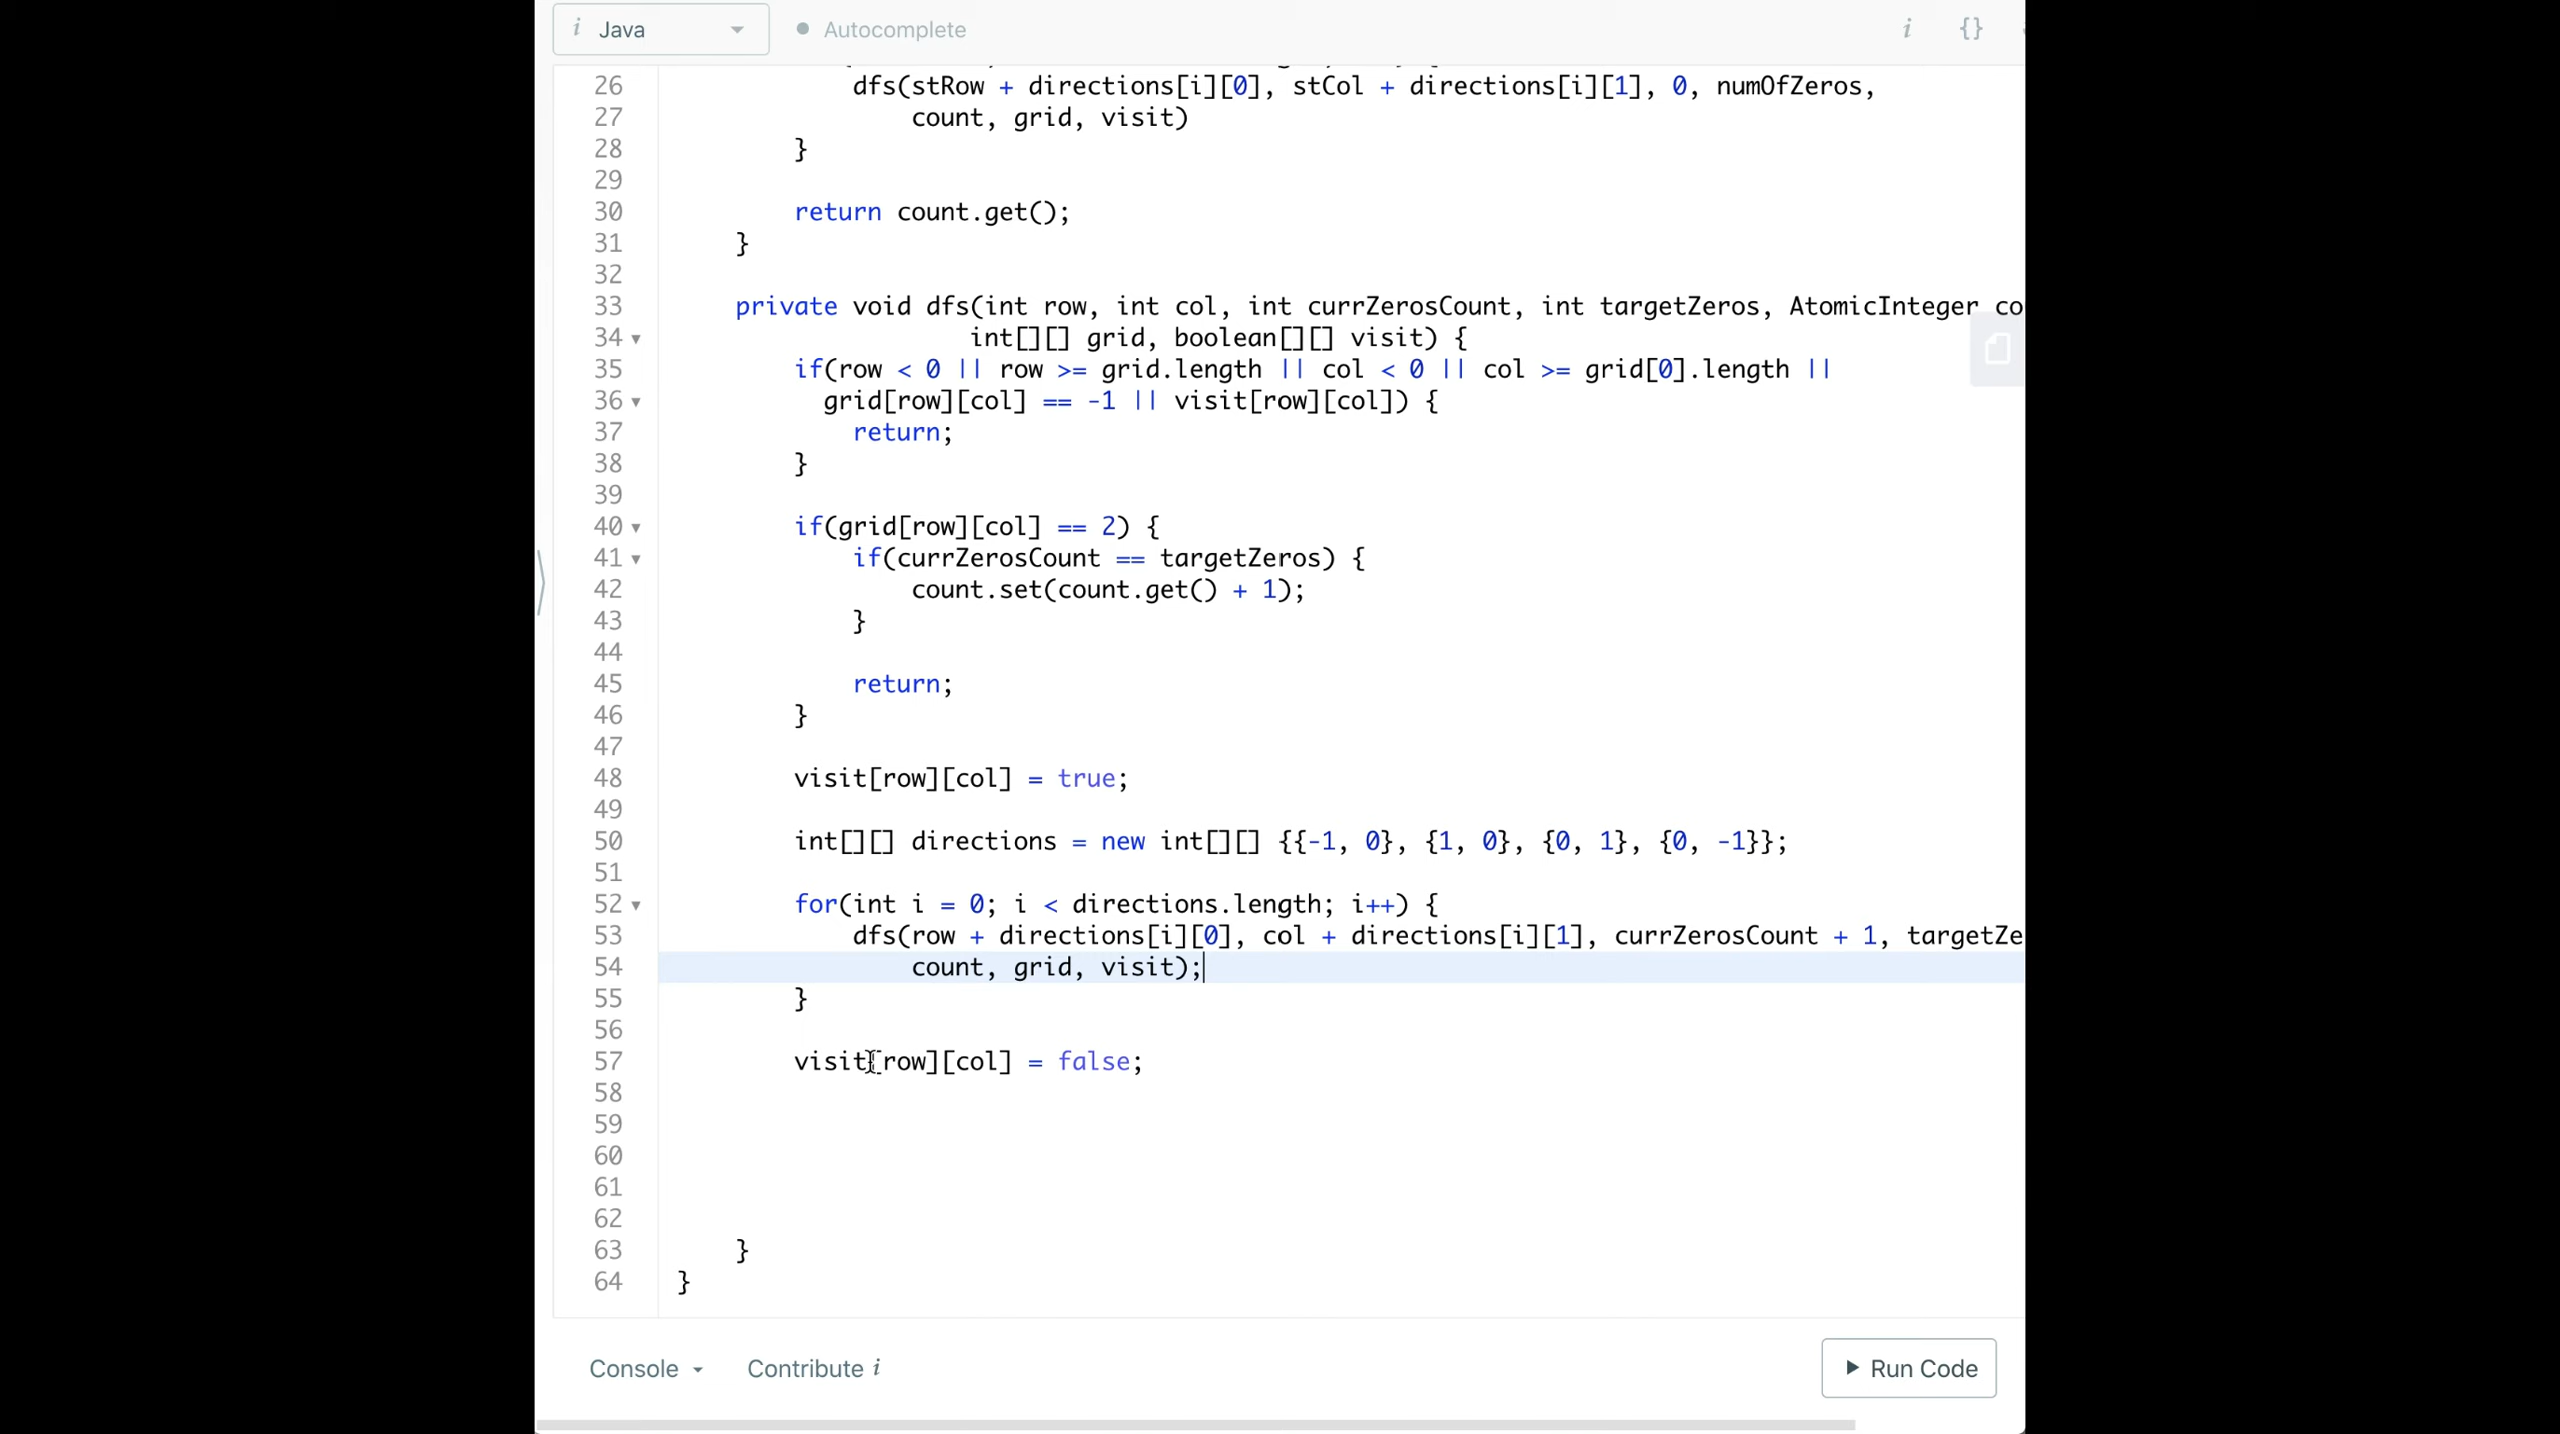 i Java
Autocomplete
i {}
26 dfs(stRow + directions[i][0], stCol + directions[i][1], 0, numOfZeros,
27 count, grid, visit)
28 }
29
30 return count.get();
31 }
32
33 private void dfs(int row, int col, int currZerosCount, int targetZeros, AtomicInteger co
34 int[][] grid, boolean[][] visit) {
35 if(row < 0 || row >= grid.length || col < 0 || col >= grid[0].length ||
36 grid[row][col] == -1 || visit[row][col]) {
37 return;
38 }
39
40 if(grid[row][col] == 2) {
41 if(currZerosCount == targetZeros) {
42 count.set(count.get() + 1);
43 }
44
45 return;
46 }
47
48 visit[row][col] = true;
49
50 int[][] directions = new int[][] {{-1, 0}, {1, 0}, {0, 1}, {0, -1}};
51
52 for(int i = 0; i < directions.length; i++) {
53 dfs(row + directions[i][0], col + directions[i][1], currZerosCount + 1, targetZe
54 count, grid, visit);
55 }
56
57 visit[row][col] = false;
58
59
60
61
62
63 }
64 }
Console
Contribute i
Run Code